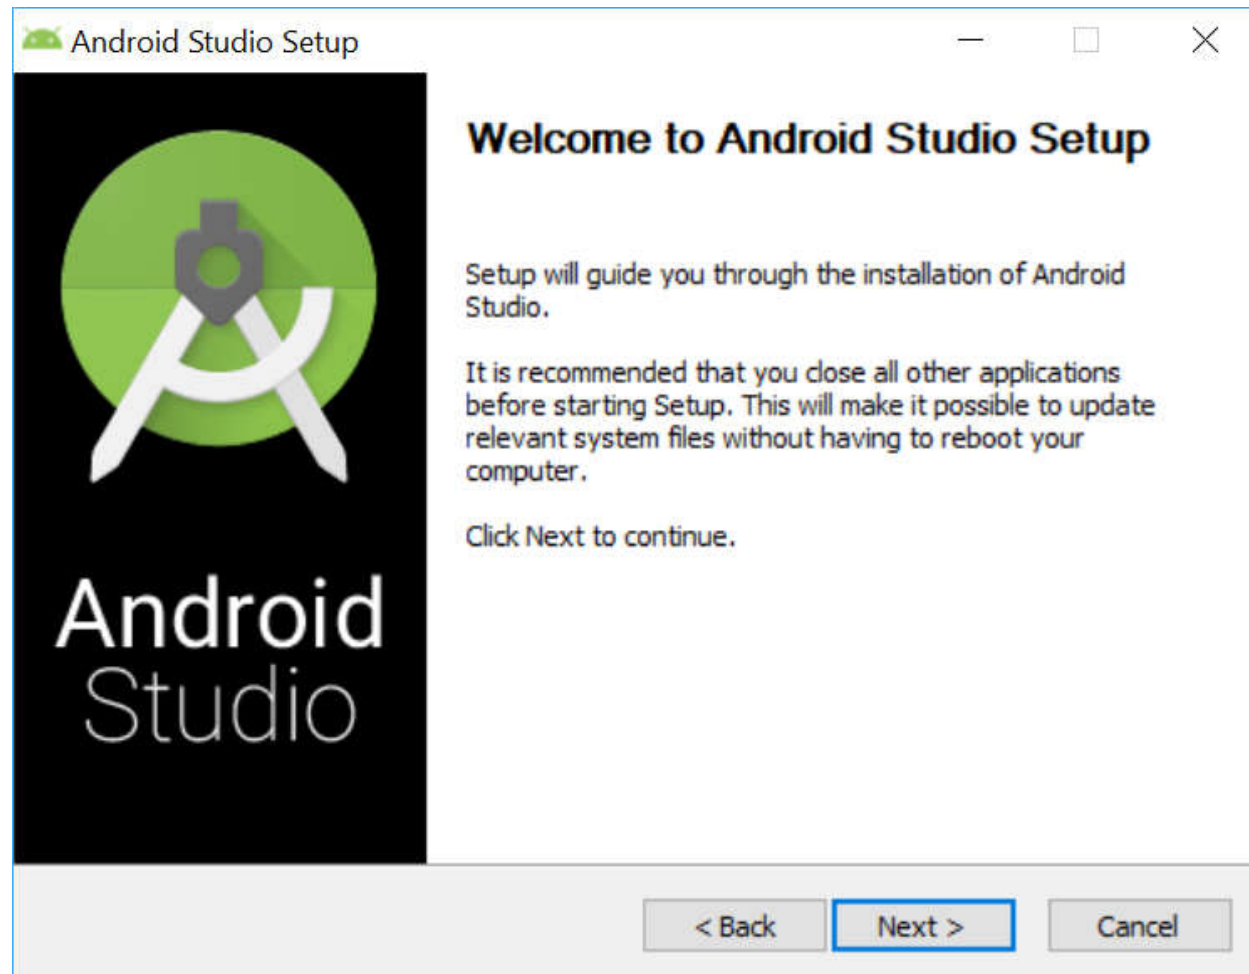 Android Studio Setup
Android
Studio
Welcome to Android Studio Setup
Setup will guide you through the installation of Android
Studio.
It is recommended that you close all other applications
before starting Setup. This will make it possible to update
relevant system files without having to reboot your
computer.
Click Next to continue.
< Back
Next >
Cancel